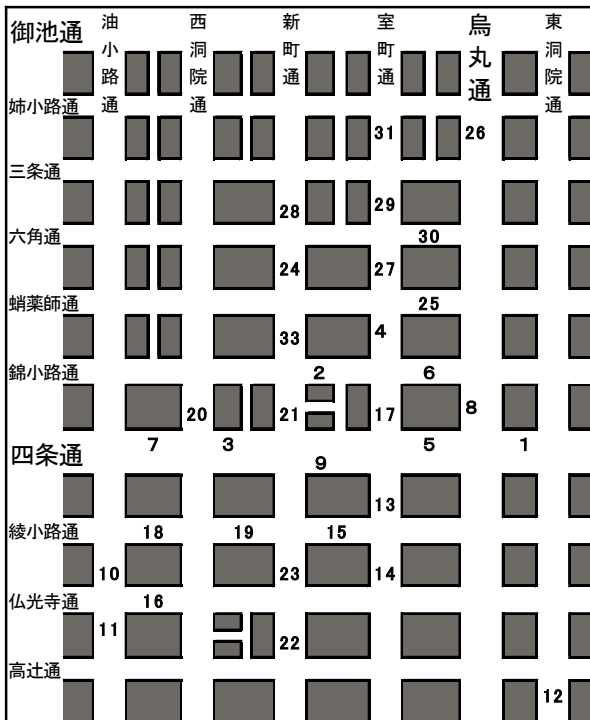 御池通
油小路通
西洞院通
新町通
室町通
烏丸通
東洞院通
姉小路通
31
26
三条通
28
29
六角通
30
24
27
蛸薬師通
25
33
4
錦小路通
2
6
20
21
17
8
四条通
7
3
5
1
9
13
綾小路通
18
19
15
10
23
14
仏光寺通
16
11
22
高辻通
12